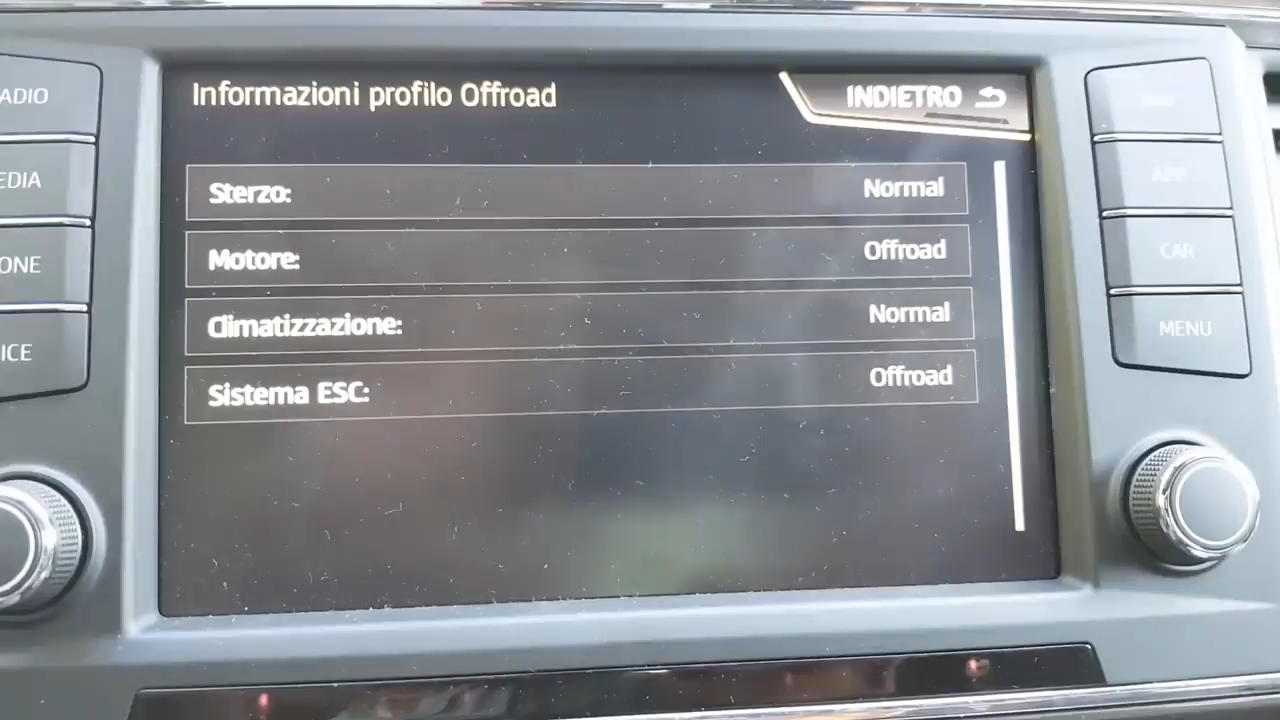 Informazioni profilo Offroad
INDIETRO
Sterzo: Normal
Motore: Offroad
Climatizzazione: Normal
Sistema ESC: Offroad
ADIO
EDIA
ONE
ICE
APP
CAR
MENU